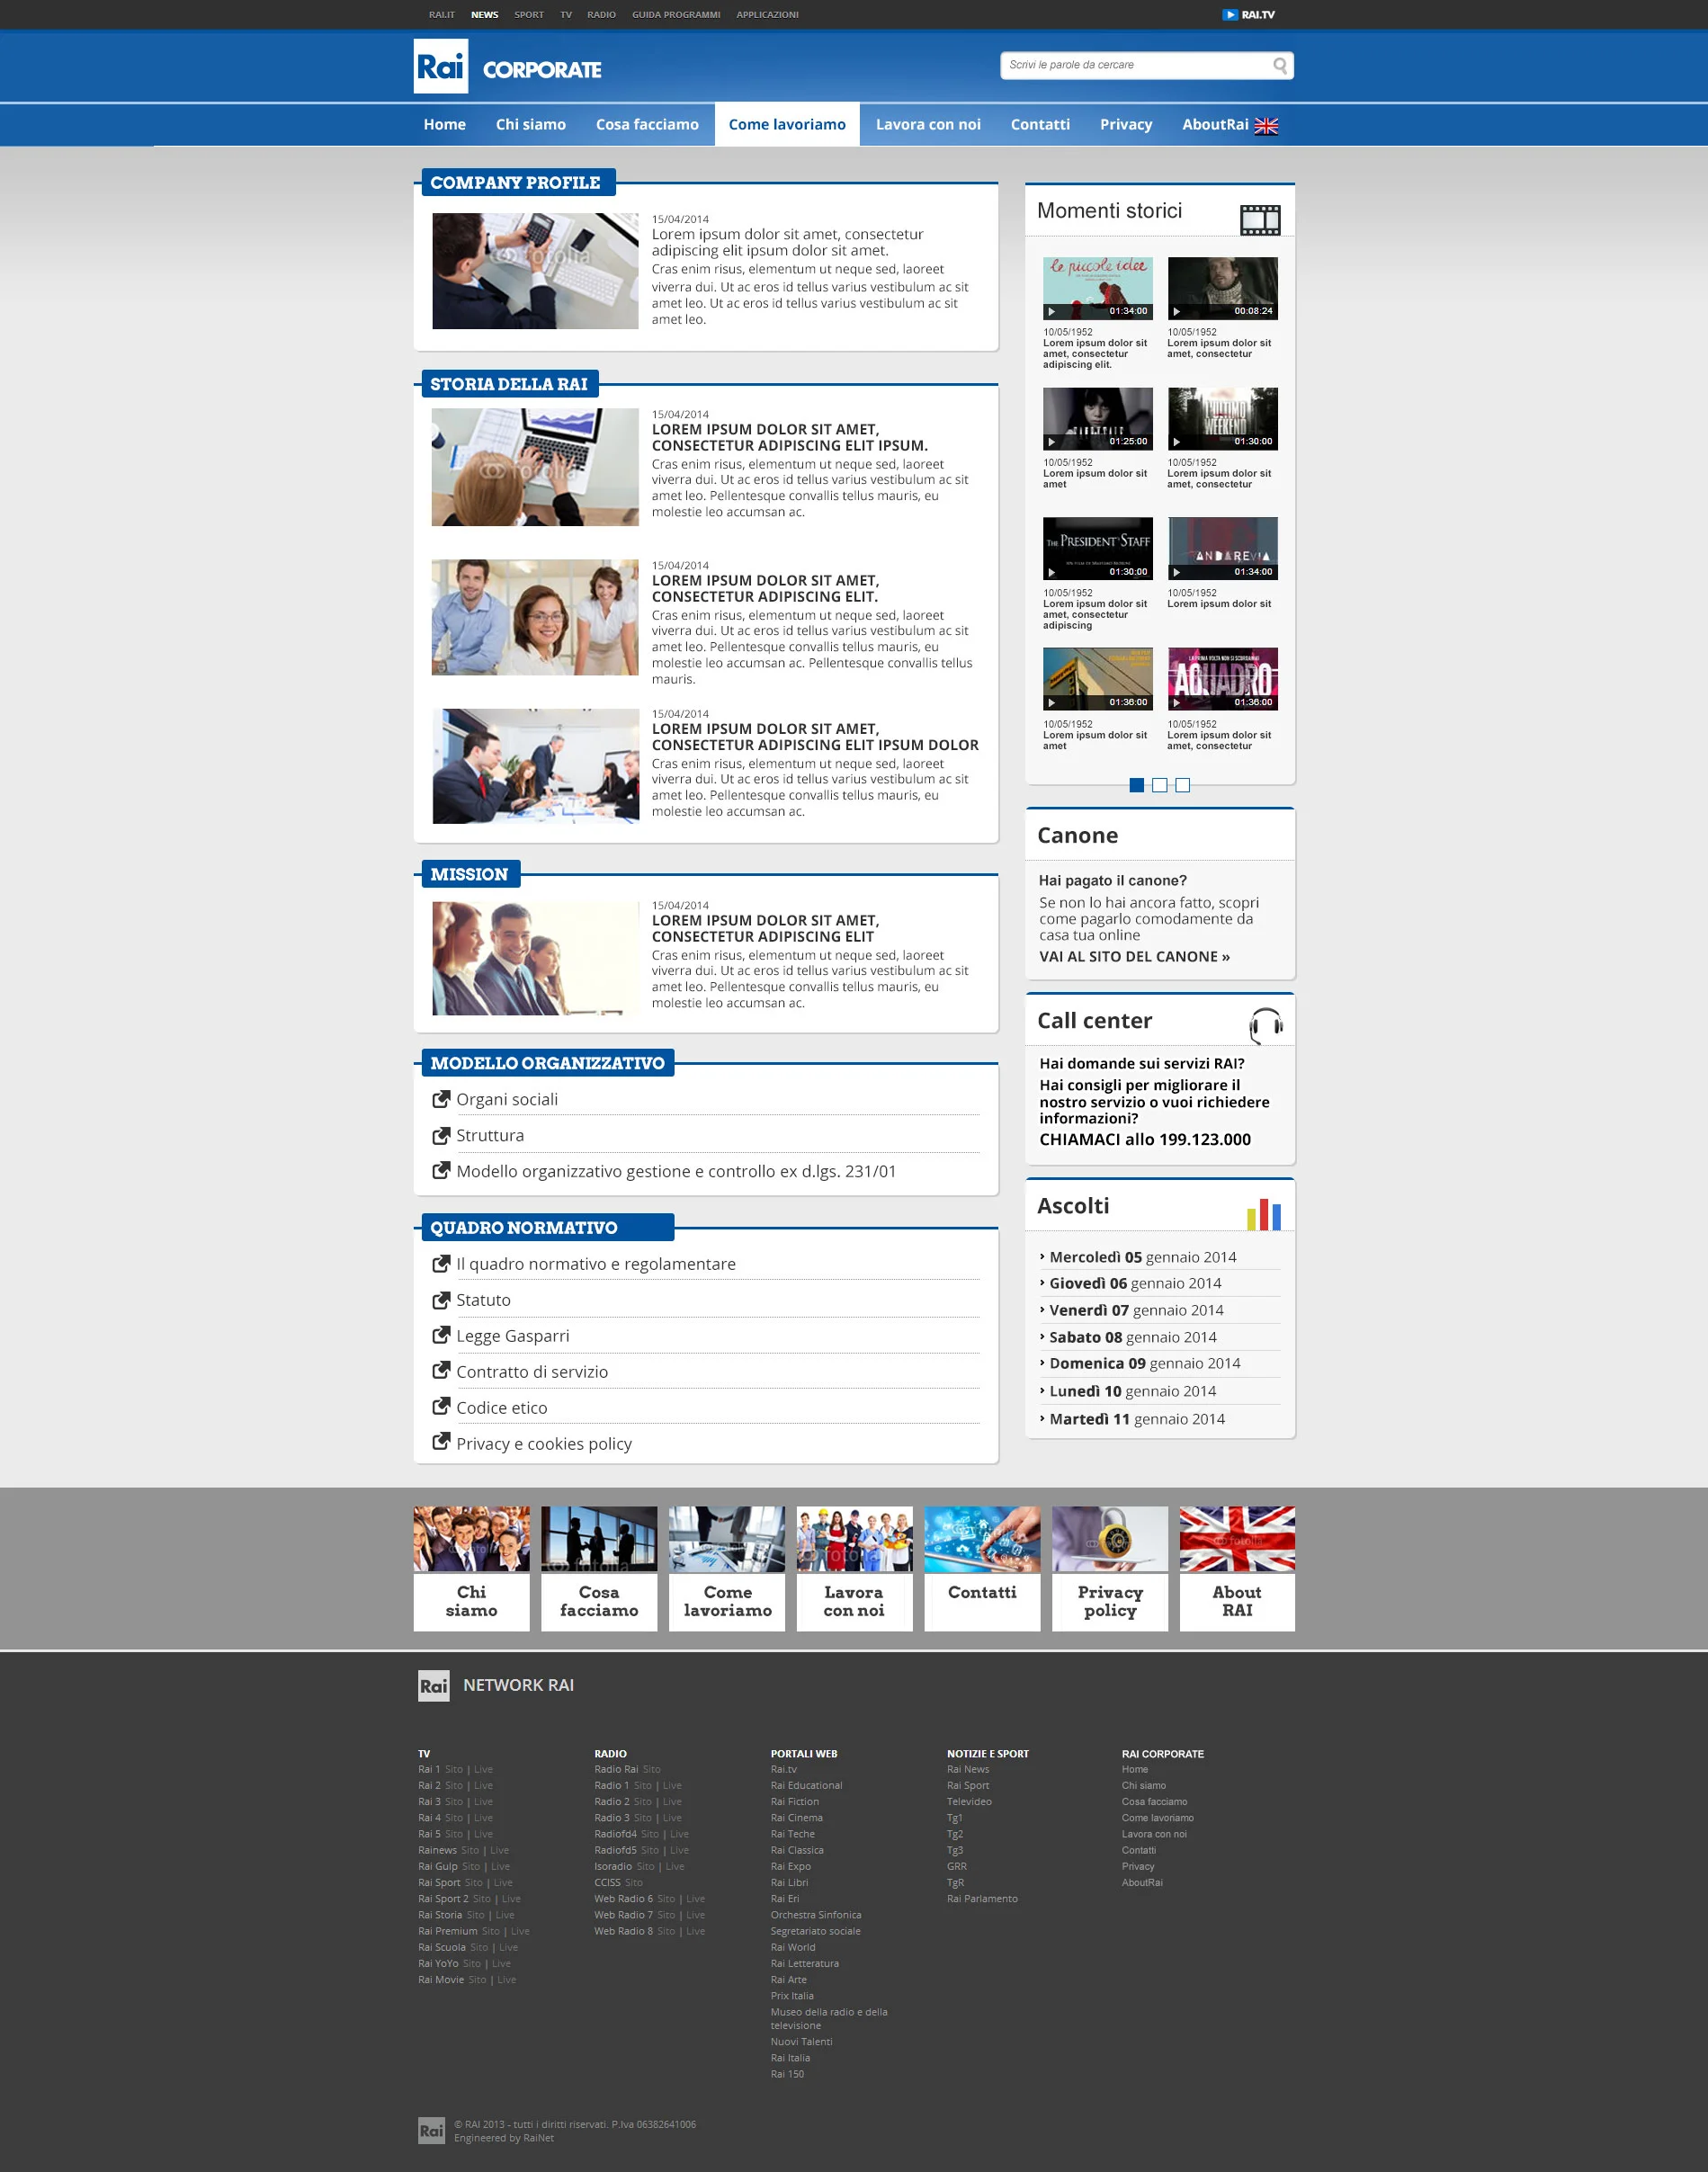 RAI.IT NEWS SPORT TV RADIO GUIDA PROGRAMMI APPLICAZIONI RAI.TV
Rai CORPORATE
Scrivi le parole da cercare
Home Chi siamo Cosa facciamo Come lavoriamo Lavora con noi Contatti Privacy AboutRai
COMPANY PROFILE
fotolia
15/04/2014
Lorem ipsum dolor sit amet, consectetur
adipiscing elit ipsum dolor sit amet.
Cras enim risus, elementum ut neque sed, laoreet
viverra dui. Ut ac eros id tellus varius vestibulum ac sit
amet leo. Ut ac eros id tellus varius vestibulum ac sit
amet leo.
STORIA DELLA RAI
fotolia
15/04/2014
LOREM IPSUM DOLOR SIT AMET,
CONSECTETUR ADIPISCING ELIT IPSUM.
Cras enim risus, elementum ut neque sed, laoreet
viverra dui. Ut ac eros id tellus varius vestibulum ac sit
amet leo. Pellentesque convallis tellus mauris, eu
molestie leo accumsan ac.
15/04/2014
LOREM IPSUM DOLOR SIT AMET,
CONSECTETUR ADIPISCING ELIT.
Cras enim risus, elementum ut neque sed, laoreet
viverra dui. Ut ac eros id tellus varius vestibulum ac sit
amet leo. Pellentesque convallis tellus mauris, eu
molestie leo accumsan ac. Pellentesque convallis tellus
mauris.
15/04/2014
LOREM IPSUM DOLOR SIT AMET,
CONSECTETUR ADIPISCING ELIT IPSUM DOLOR
Cras enim risus, elementum ut neque sed, laoreet
viverra dui. Ut ac eros id tellus varius vestibulum ac sit
amet leo. Pellentesque convallis tellus mauris, eu
molestie leo accumsan ac.
MISSION
15/04/2014
LOREM IPSUM DOLOR SIT AMET,
CONSECTETUR ADIPISCING ELIT
Cras enim risus, elementum ut neque sed, laoreet
viverra dui. Ut ac eros id tellus varius vestibulum ac sit
amet leo. Pellentesque convallis tellus mauris, eu
molestie leo accumsan ac.
MODELLO ORGANIZZATIVO
Organi sociali
Struttura
Modello organizzativo gestione e controllo ex d.lgs. 231/01
QUADRO NORMATIVO
Il quadro normativo e regolamentare
Statuto
Legge Gasparri
Contratto di servizio
Codice etico
Privacy e cookies policy
Momenti storici
le piccole idee
01:34:00 00:08:24
10/05/1952
Lorem ipsum dolor sit
amet, consectetur
adipiscing elit.
10/05/1952
Lorem ipsum dolor sit
amet, consectetur
L'ULTIMO
WEEKEND
01:25:00 01:30:00
10/05/1952
Lorem ipsum dolor sit
amet
10/05/1952
Lorem ipsum dolor sit
amet, consectetur
THE PRESIDENT'S STAFF
ANDAREVIA
01:30:00 01:34:00
10/05/1952
Lorem ipsum dolor sit
amet, consectetur
adipiscing
10/05/1952
Lorem ipsum dolor sit
LA PRIMA VOLTA NON SI SCORDA MAI
AQUADRO
01:36:00 01:36:00
10/05/1952
Lorem ipsum dolor sit
amet
10/05/1952
Lorem ipsum dolor sit
amet, consectetur
Canone
Hai pagato il canone?
Se non lo hai ancora fatto, scopri
come pagarlo comodamente da
casa tua online
VAI AL SITO DEL CANONE »
Call center
Hai domande sui servizi RAI?
Hai consigli per migliorare il
nostro servizio o vuoi richiedere
informazioni?
CHIAMACI allo 199.123.000
Ascolti
Mercoledì 05 gennaio 2014
Giovedì 06 gennaio 2014
Venerdì 07 gennaio 2014
Sabato 08 gennaio 2014
Domenica 09 gennaio 2014
Lunedì 10 gennaio 2014
Martedì 11 gennaio 2014
fotolia
fotolia
Chi
siamo
Cosa
facciamo
Come
lavoriamo
Lavora
con noi
Contatti
Privacy
policy
About
RAI
Rai NETWORK RAI
TV
Rai 1 Sito | Live
Rai 2 Sito | Live
Rai 3 Sito | Live
Rai 4 Sito | Live
Rai 5 Sito | Live
Rainews Sito | Live
Rai Gulp Sito | Live
Rai Sport Sito | Live
Rai Sport 2 Sito | Live
Rai Storia Sito | Live
Rai Premium Sito | Live
Rai Scuola Sito | Live
Rai YoYo Sito | Live
Rai Movie Sito | Live
RADIO
Radio Rai Sito
Radio 1 Sito | Live
Radio 2 Sito | Live
Radio 3 Sito | Live
Radiofd4 Sito | Live
Radiofd5 Sito | Live
Isoradio Sito | Live
CCISS Sito
Web Radio 6 Sito | Live
Web Radio 7 Sito | Live
Web Radio 8 Sito | Live
PORTALI WEB
Rai.tv
Rai Educational
Rai Fiction
Rai Cinema
Rai Teche
Rai Classica
Rai Expo
Rai Libri
Rai Eri
Orchestra Sinfonica
Segretariato sociale
Rai World
Rai Letteratura
Rai Arte
Prix Italia
Museo della radio e della
televisione
Nuovi Talenti
Rai Italia
Rai 150
NOTIZIE E SPORT
Rai News
Rai Sport
Televideo
Tg1
Tg2
Tg3
GRR
TgR
Rai Parlamento
RAI CORPORATE
Home
Chi siamo
Cosa facciamo
Come lavoriamo
Lavora con noi
Contatti
Privacy
AboutRai
Rai
© RAI 2013 - tutti i diritti riservati. P.Iva 06382641006
Engineered by RaiNet